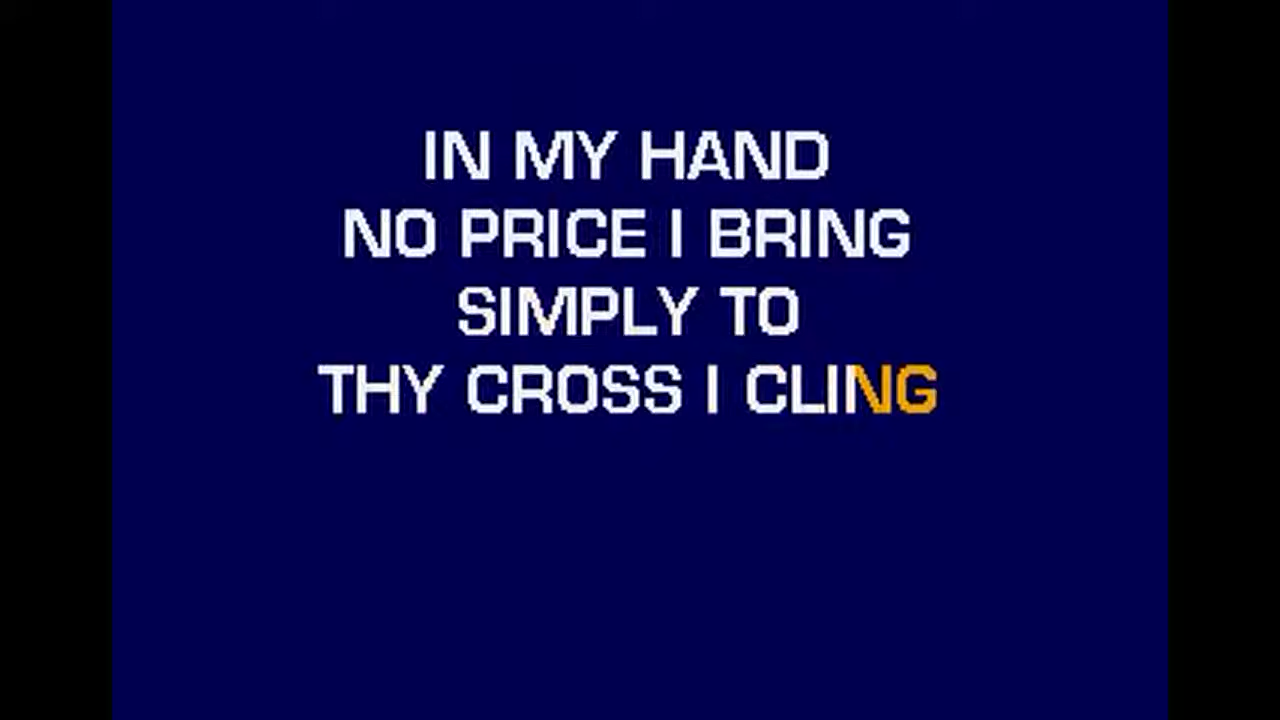 IN MY HAND
NO PRICE I BRING
SIMPLY TO
THY CROSS I CLING